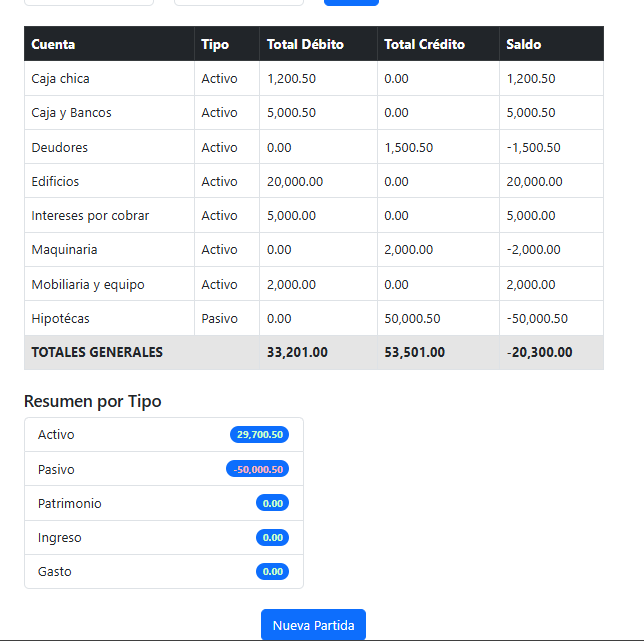 Cuenta Tipo Total Débito Total Crédito Saldo
Caja chica Activo 1,200.50 0.00 1,200.50
Caja y Bancos Activo 5,000.50 0.00 5,000.50
Deudores Activo 0.00 1,500.50 -1,500.50
Edificios Activo 20,000.00 0.00 20,000.00
Intereses por cobrar Activo 5,000.00 0.00 5,000.00
Maquinaria Activo 0.00 2,000.00 -2,000.00
Mobiliaria y equipo Activo 2,000.00 0.00 2,000.00
Hipotécas Pasivo 0.00 50,000.50 -50,000.50
TOTALES GENERALES 33,201.00 53,501.00 -20,300.00
Resumen por Tipo
Activo 29,700.50
Pasivo -50,000.50
Patrimonio 0.00
Ingreso 0.00
Gasto 0.00
Nueva Partida